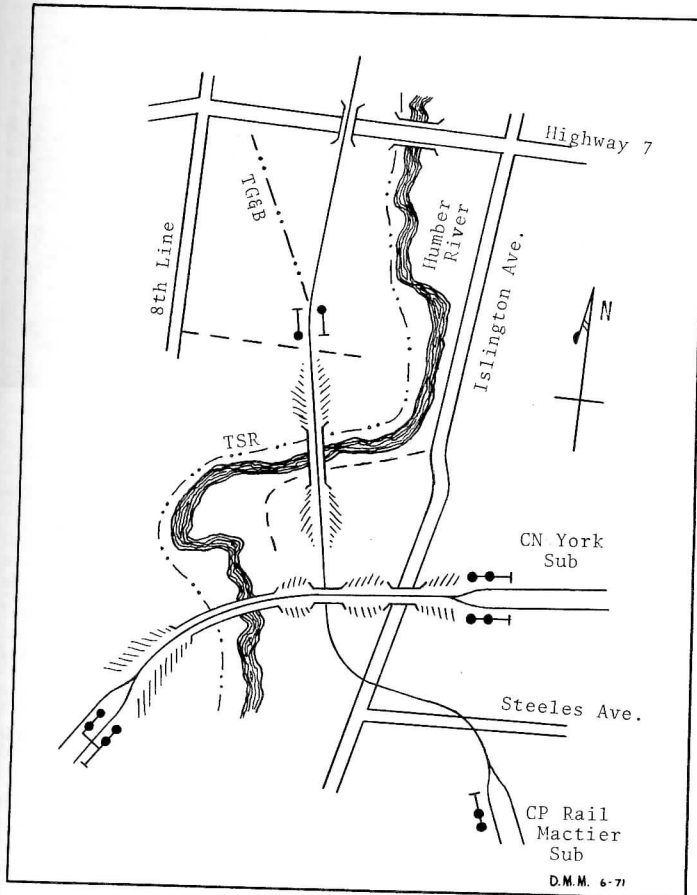 Highway 7
TG&B
8th Line
Humber
River
Islington Ave.
N
TSR
CN York
Sub
Steeles Ave.
CP Rail
Mactier
Sub
D.M.M. 6-71